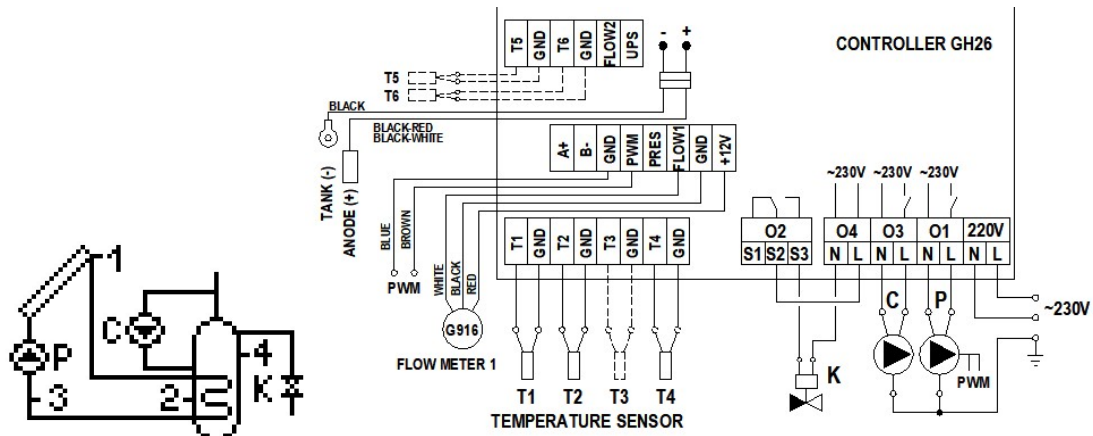 T5 GND T6 GND FLOW2 UPS - +
CONTROLLER GH26
T5
T6
BLACK
BLACK-RED
BLACK-WHITE
TANK (-)
ANODE (+)
A+ B- GND PWM PRES FLOW1 GND +12V
BLUE
BROWN
PWM
WHITE
BLACK
RED
G916
FLOW METER 1
T1 GND T2 GND T3 GND T4 GND
T1 T2 T3 T4
TEMPERATURE SENSOR
~230V ~230V ~230V
O2 O4 O3 O1 220V
S1 S2 S3 N L N L N L N L
C P
~230V
K
PWM
1
C
P
4
K
3
2